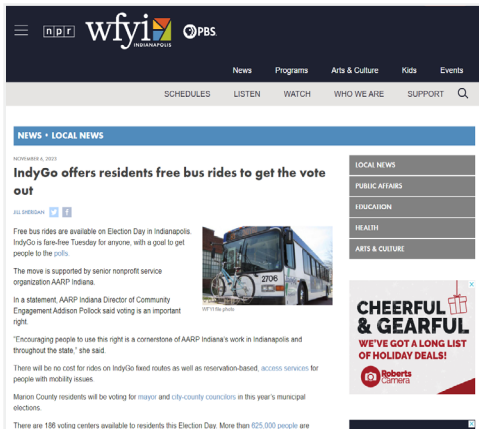 npr wfyi INDIANAPOLIS PBS
News Programs Arts & Culture Kids Events
SCHEDULES LISTEN WATCH WHO WE ARE SUPPORT
NEWS • LOCAL NEWS
NOVEMBER 6, 2023
IndyGo offers residents free bus rides to get the vote
out
JILL SHERIDAN
Free bus rides are available on Election Day in Indianapolis.
IndyGo is fare-free Tuesday for anyone, with a goal to get
people to the polls.
The move is supported by senior nonprofit service
organization AARP Indiana.
In a statement, AARP Indiana Director of Community
Engagement Addison Pollock said voting is an important
right.
2706
WFYI file photo
"Encouraging people to use this right is a cornerstone of AARP Indiana's work in Indianapolis and
throughout the state," she said.
There will be no cost for rides on IndyGo fixed routes as well as reservation-based, access services for
people with mobility issues.
Marion County residents will be voting for mayor and city-county councilors in this year's municipal
elections.
There are 186 voting centers available to residents this Election Day. More than 625,000 people are
LOCAL NEWS
PUBLIC AFFAIRS
EDUCATION
HEALTH
ARTS & CULTURE
CHEERFUL
& GEARFUL
WE'VE GOT A LONG LIST
OF HOLIDAY DEALS!
Roberts
Camera